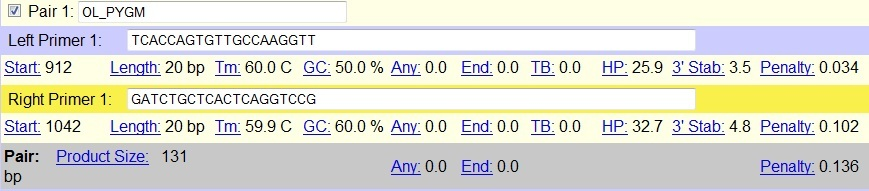 Pair 1: OL_PYGM
Left Primer 1: TCACCAGTGTTGCCAAGGTT
Start: 912 Length: 20 bp Tm: 60.0 C GC: 50.0 % Any: 0.0 End: 0.0 TB: 0.0 HP: 25.9 3' Stab: 3.5 Penalty: 0.034
Right Primer 1: GATCTGCTCACTCAGGTCCG
Start: 1042 Length: 20 bp Tm: 59.9 C GC: 60.0 % Any: 0.0 End: 0.0 TB: 0.0 HP: 32.7 3' Stab: 4.8 Penalty: 0.102
Pair: Product Size: 131
bp Any: 0.0 End: 0.0 Penalty: 0.136